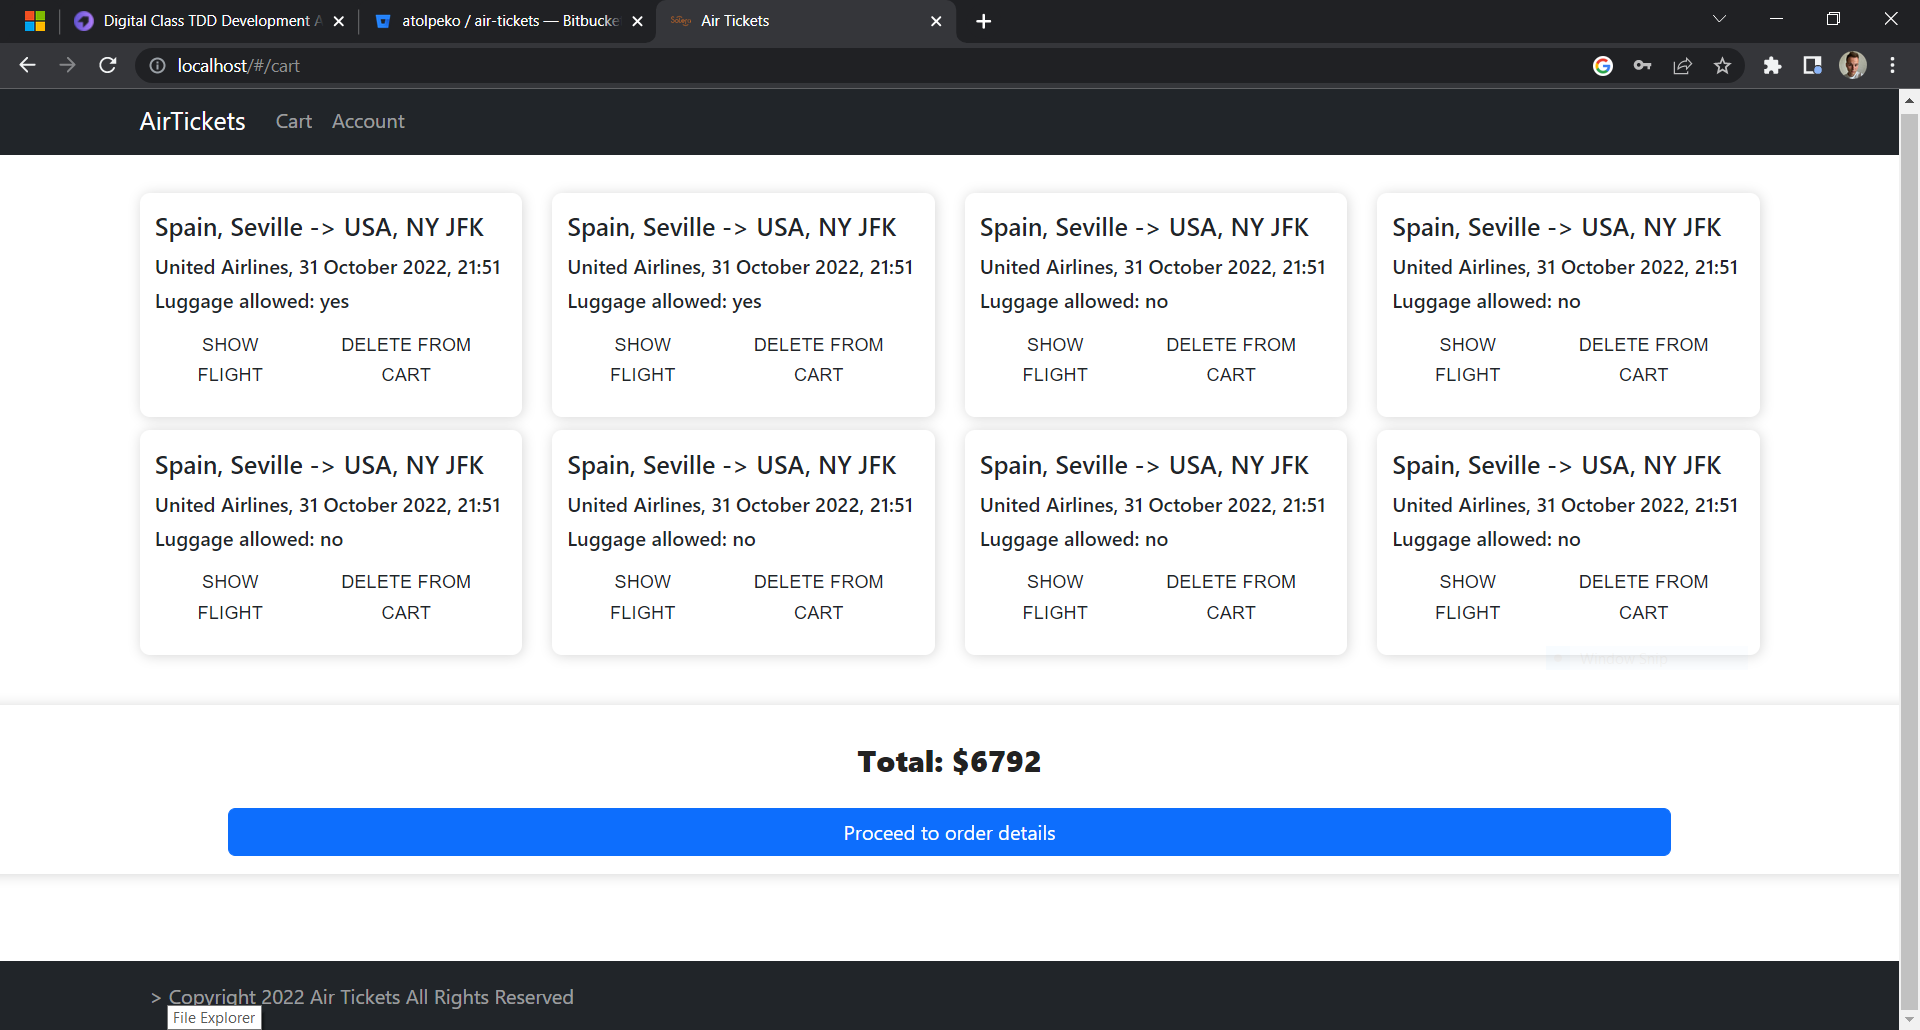 Digital Class TDD Development
atolpeko / air-tickets — Bitbucke
Air Tickets
localhost/#/cart
AirTickets Cart Account
Spain, Seville -> USA, NY JFK
United Airlines, 31 October 2022, 21:51
Luggage allowed: yes
SHOW FLIGHT
DELETE FROM CART
Spain, Seville -> USA, NY JFK
United Airlines, 31 October 2022, 21:51
Luggage allowed: yes
SHOW FLIGHT
DELETE FROM CART
Spain, Seville -> USA, NY JFK
United Airlines, 31 October 2022, 21:51
Luggage allowed: no
SHOW FLIGHT
DELETE FROM CART
Spain, Seville -> USA, NY JFK
United Airlines, 31 October 2022, 21:51
Luggage allowed: no
SHOW FLIGHT
DELETE FROM CART
Spain, Seville -> USA, NY JFK
United Airlines, 31 October 2022, 21:51
Luggage allowed: no
SHOW FLIGHT
DELETE FROM CART
Spain, Seville -> USA, NY JFK
United Airlines, 31 October 2022, 21:51
Luggage allowed: no
SHOW FLIGHT
DELETE FROM CART
Spain, Seville -> USA, NY JFK
United Airlines, 31 October 2022, 21:51
Luggage allowed: no
SHOW FLIGHT
DELETE FROM CART
Spain, Seville -> USA, NY JFK
United Airlines, 31 October 2022, 21:51
Luggage allowed: no
SHOW FLIGHT
DELETE FROM CART
Window Snip
Total: $6792
Proceed to order details
> Copyright 2022 Air Tickets All Rights Reserved
File Explorer